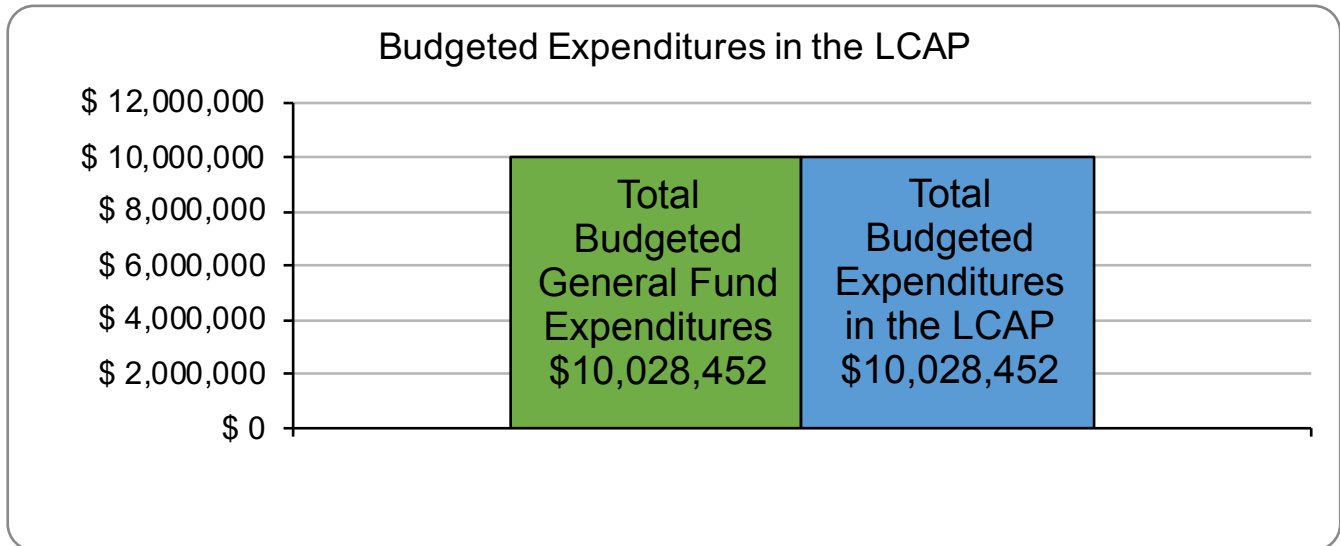 Budgeted Expenditures in the LCAP
$ 12,000,000
$ 10,000,000
$ 8,000,000
$ 6,000,000
$ 4,000,000
$ 2,000,000
$ 0
Total
Budgeted
General Fund
Expenditures
$10,028,452
Total
Budgeted
Expenditures
in the LCAP
$10,028,452